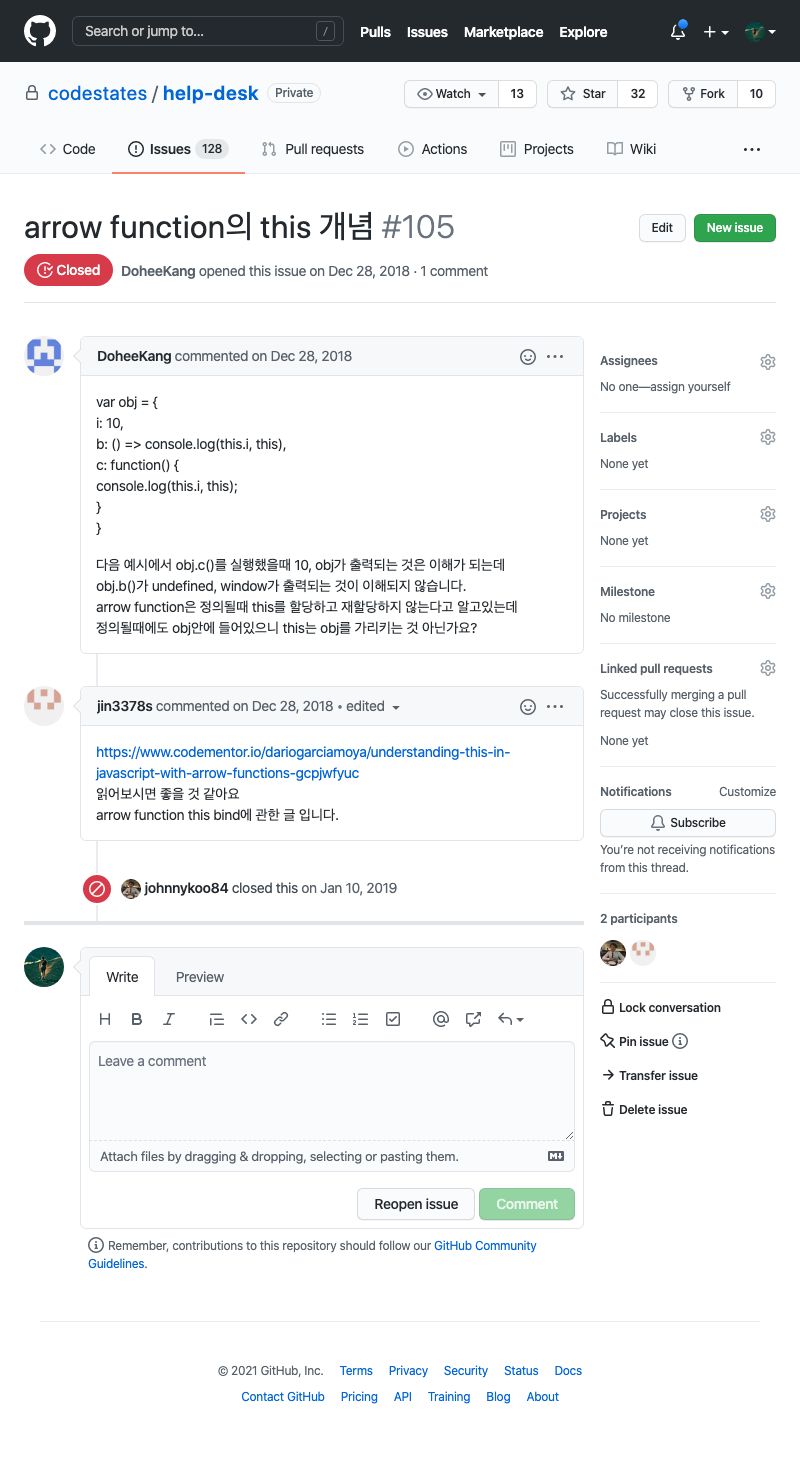 Search or jump to... /
Pulls Issues Marketplace Explore
codestates / help-desk Private
Watch 13 Star 32 Fork 10
Code Issues 128 Pull requests Actions Projects Wiki
arrow function의 this 개념 #105
Edit New issue
Closed DoheeKang opened this issue on Dec 28, 2018 · 1 comment
DoheeKang commented on Dec 28, 2018
var obj = {
i: 10,
b: () => console.log(this.i, this),
c: function() {
console.log(this.i, this);
}
}
다음 예시에서 obj.c()를 실행했을때 10, obj가 출력되는 것은 이해가 되는데
obj.b()가 undefined, window가 출력되는 것이 이해되지 않습니다.
arrow function은 정의될때 this를 할당하고 재할당하지 않는다고 알고있는데
정의될때에도 obj안에 들어있으니 this는 obj를 가리키는 것 아닌가요?
jin3378s commented on Dec 28, 2018 • edited
https://www.codementor.io/dariogarciamoya/understanding-this-in-
javascript-with-arrow-functions-gcpjwfyuc
읽어보시면 좋을 것 같아요
arrow function this bind에 관한 글 입니다.
johnnykoo84 closed this on Jan 10, 2019
Write Preview
H B I
Leave a comment
Attach files by dragging & dropping, selecting or pasting them.
Reopen issue Comment
Remember, contributions to this repository should follow our GitHub Community
Guidelines.
Assignees
No one—assign yourself
Labels
None yet
Projects
None yet
Milestone
No milestone
Linked pull requests
Successfully merging a pull
request may close this issue.
None yet
Notifications Customize
Subscribe
You're not receiving notifications
from this thread.
2 participants
Lock conversation
Pin issue
Transfer issue
Delete issue
© 2021 GitHub, Inc. Terms Privacy Security Status Docs
Contact GitHub Pricing API Training Blog About